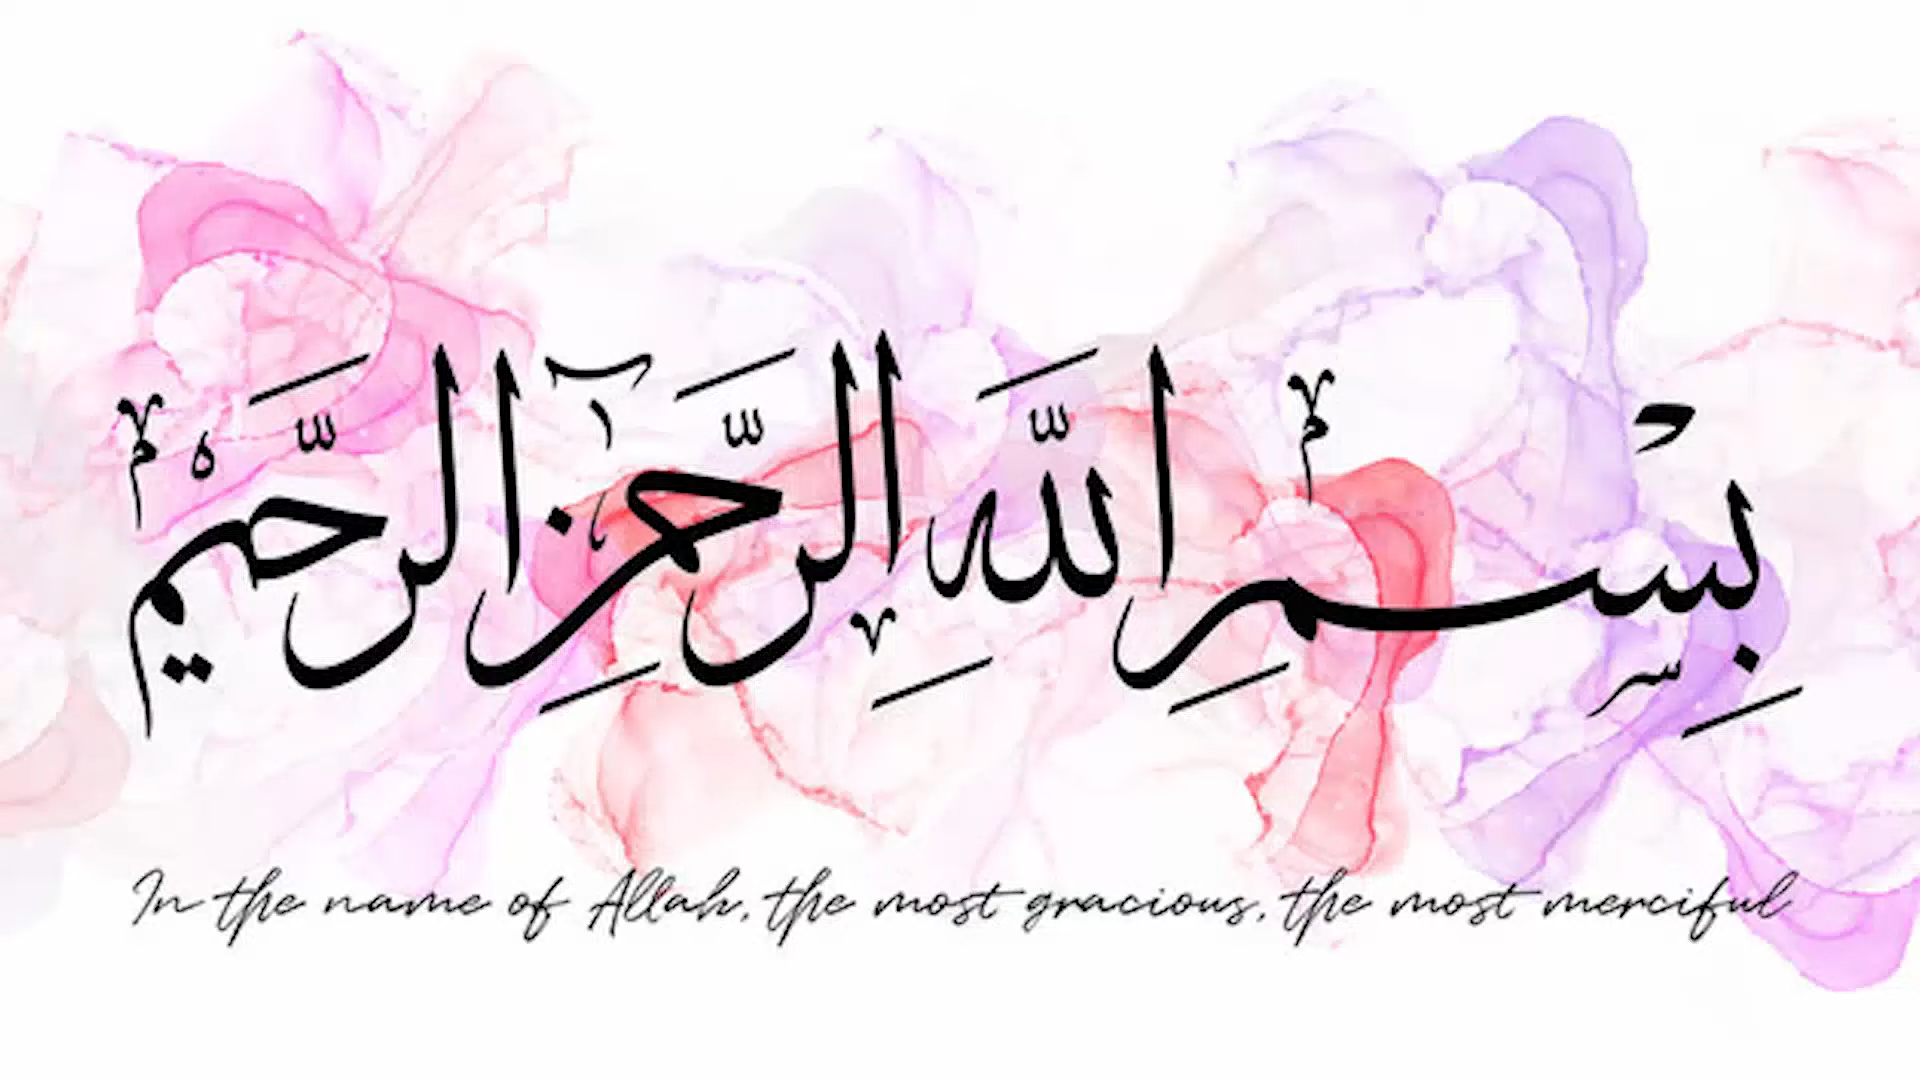 بِسْمِ اللَّهِ الرَّحْمَٰنِ الرَّحِيمِ
In the name of Allah, the most gracious, the most merciful